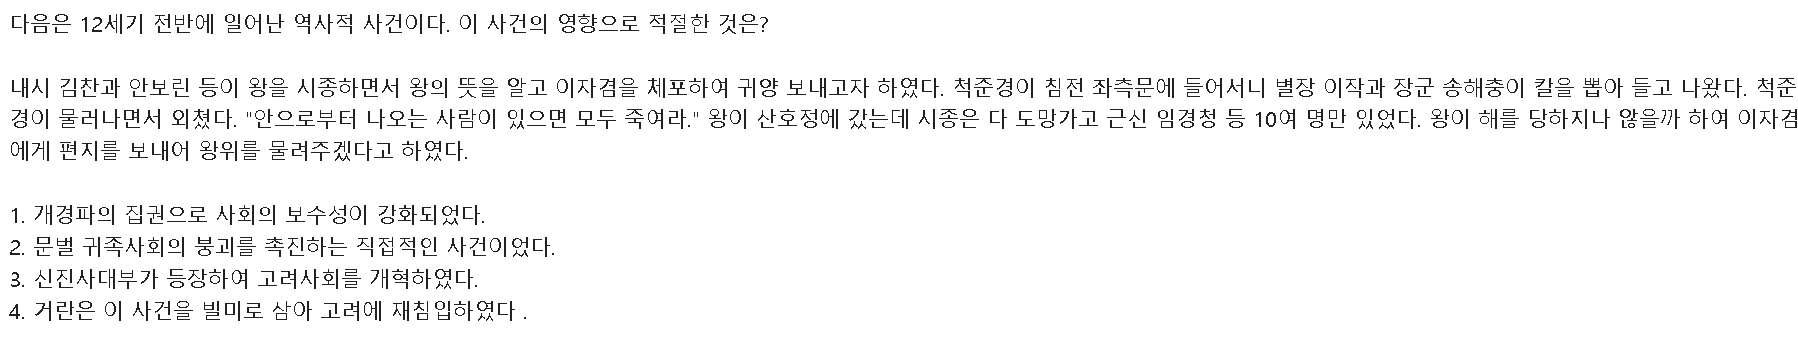 다음은 12세기 전반에 일어난 역사적 사건이다. 이 사건의 영향으로 적절한 것은?
내시 김찬과 안보린 등이 왕을 시종하면서 왕의 뜻을 알고 이자겸을 체포하여 귀양 보내고자 하였다. 척준경이 침전 좌측문에 들어서니 별장 이작과 장군 송해충이 칼을 뽑아 들고 나왔다. 척준
경이 물러나면서 외쳤다. "안으로부터 나오는 사람이 있으면 모두 죽여라." 왕이 산호정에 갔는데 시종은 다 도망가고 근신 임경청 등 10여 명만 있었다. 왕이 해를 당하지나 않을까 하여 이자겸
에게 편지를 보내어 왕위를 물려주겠다고 하였다.
1. 개경파의 집권으로 사회의 보수성이 강화되었다.
2. 문벌 귀족사회의 붕괴를 촉진하는 직접적인 사건이었다.
3. 신진사대부가 등장하여 고려사회를 개혁하였다.
4. 거란은 이 사건을 빌미로 삼아 고려에 재침입하였다 .